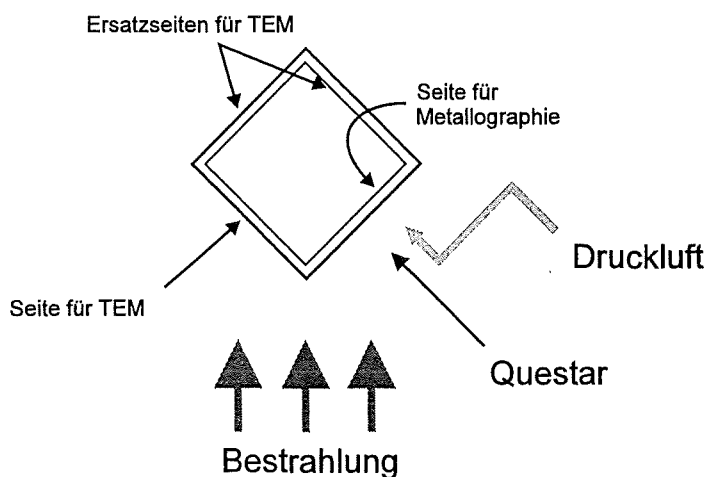 Ersatzseiten für TEM
Seite für
Metallographie
Druckluft
Seite für TEM
Questar
Bestrahlung